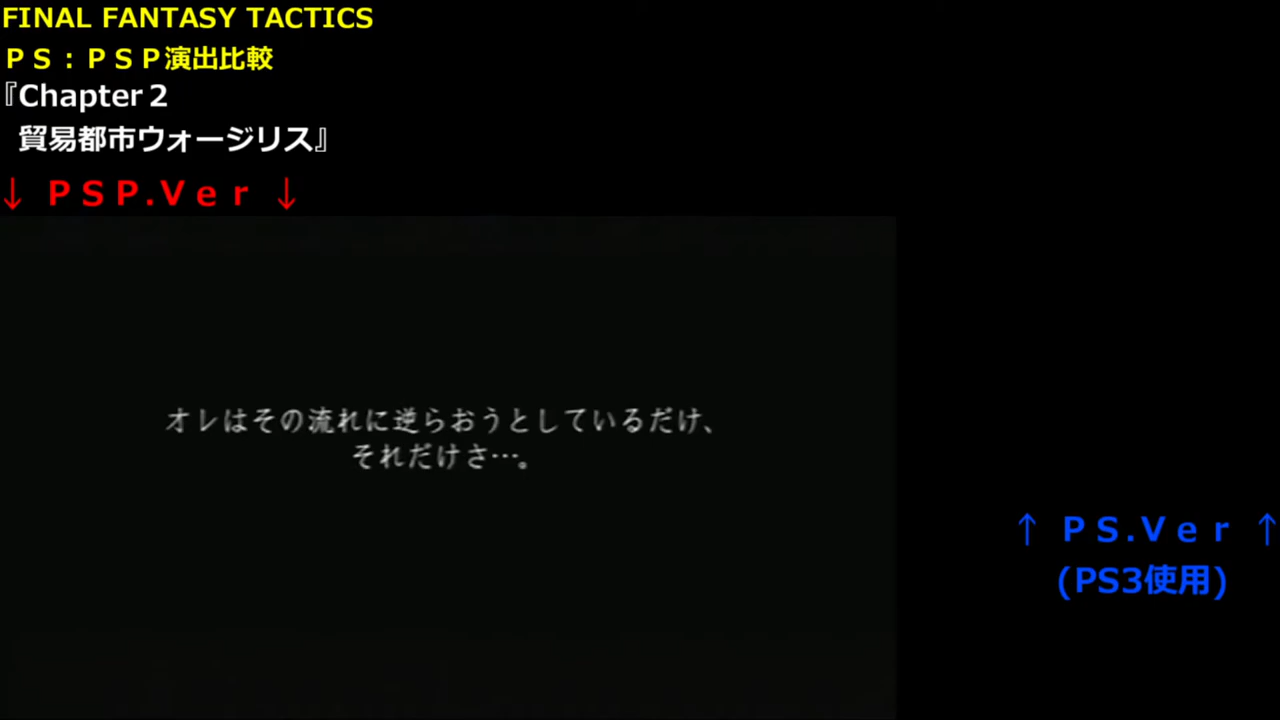 FINAL FANTASY TACTICS
ＰＳ：ＰＳＰ演出比較
『Chapter２
貿易都市ウォージリス』
↓ ＰＳＰ.Ｖｅｒ ↓
オレはその流れに逆らおうとしているだけ、
それだけさ…。
↑ ＰＳ.Ｖｅｒ ↑
(PS3使用)